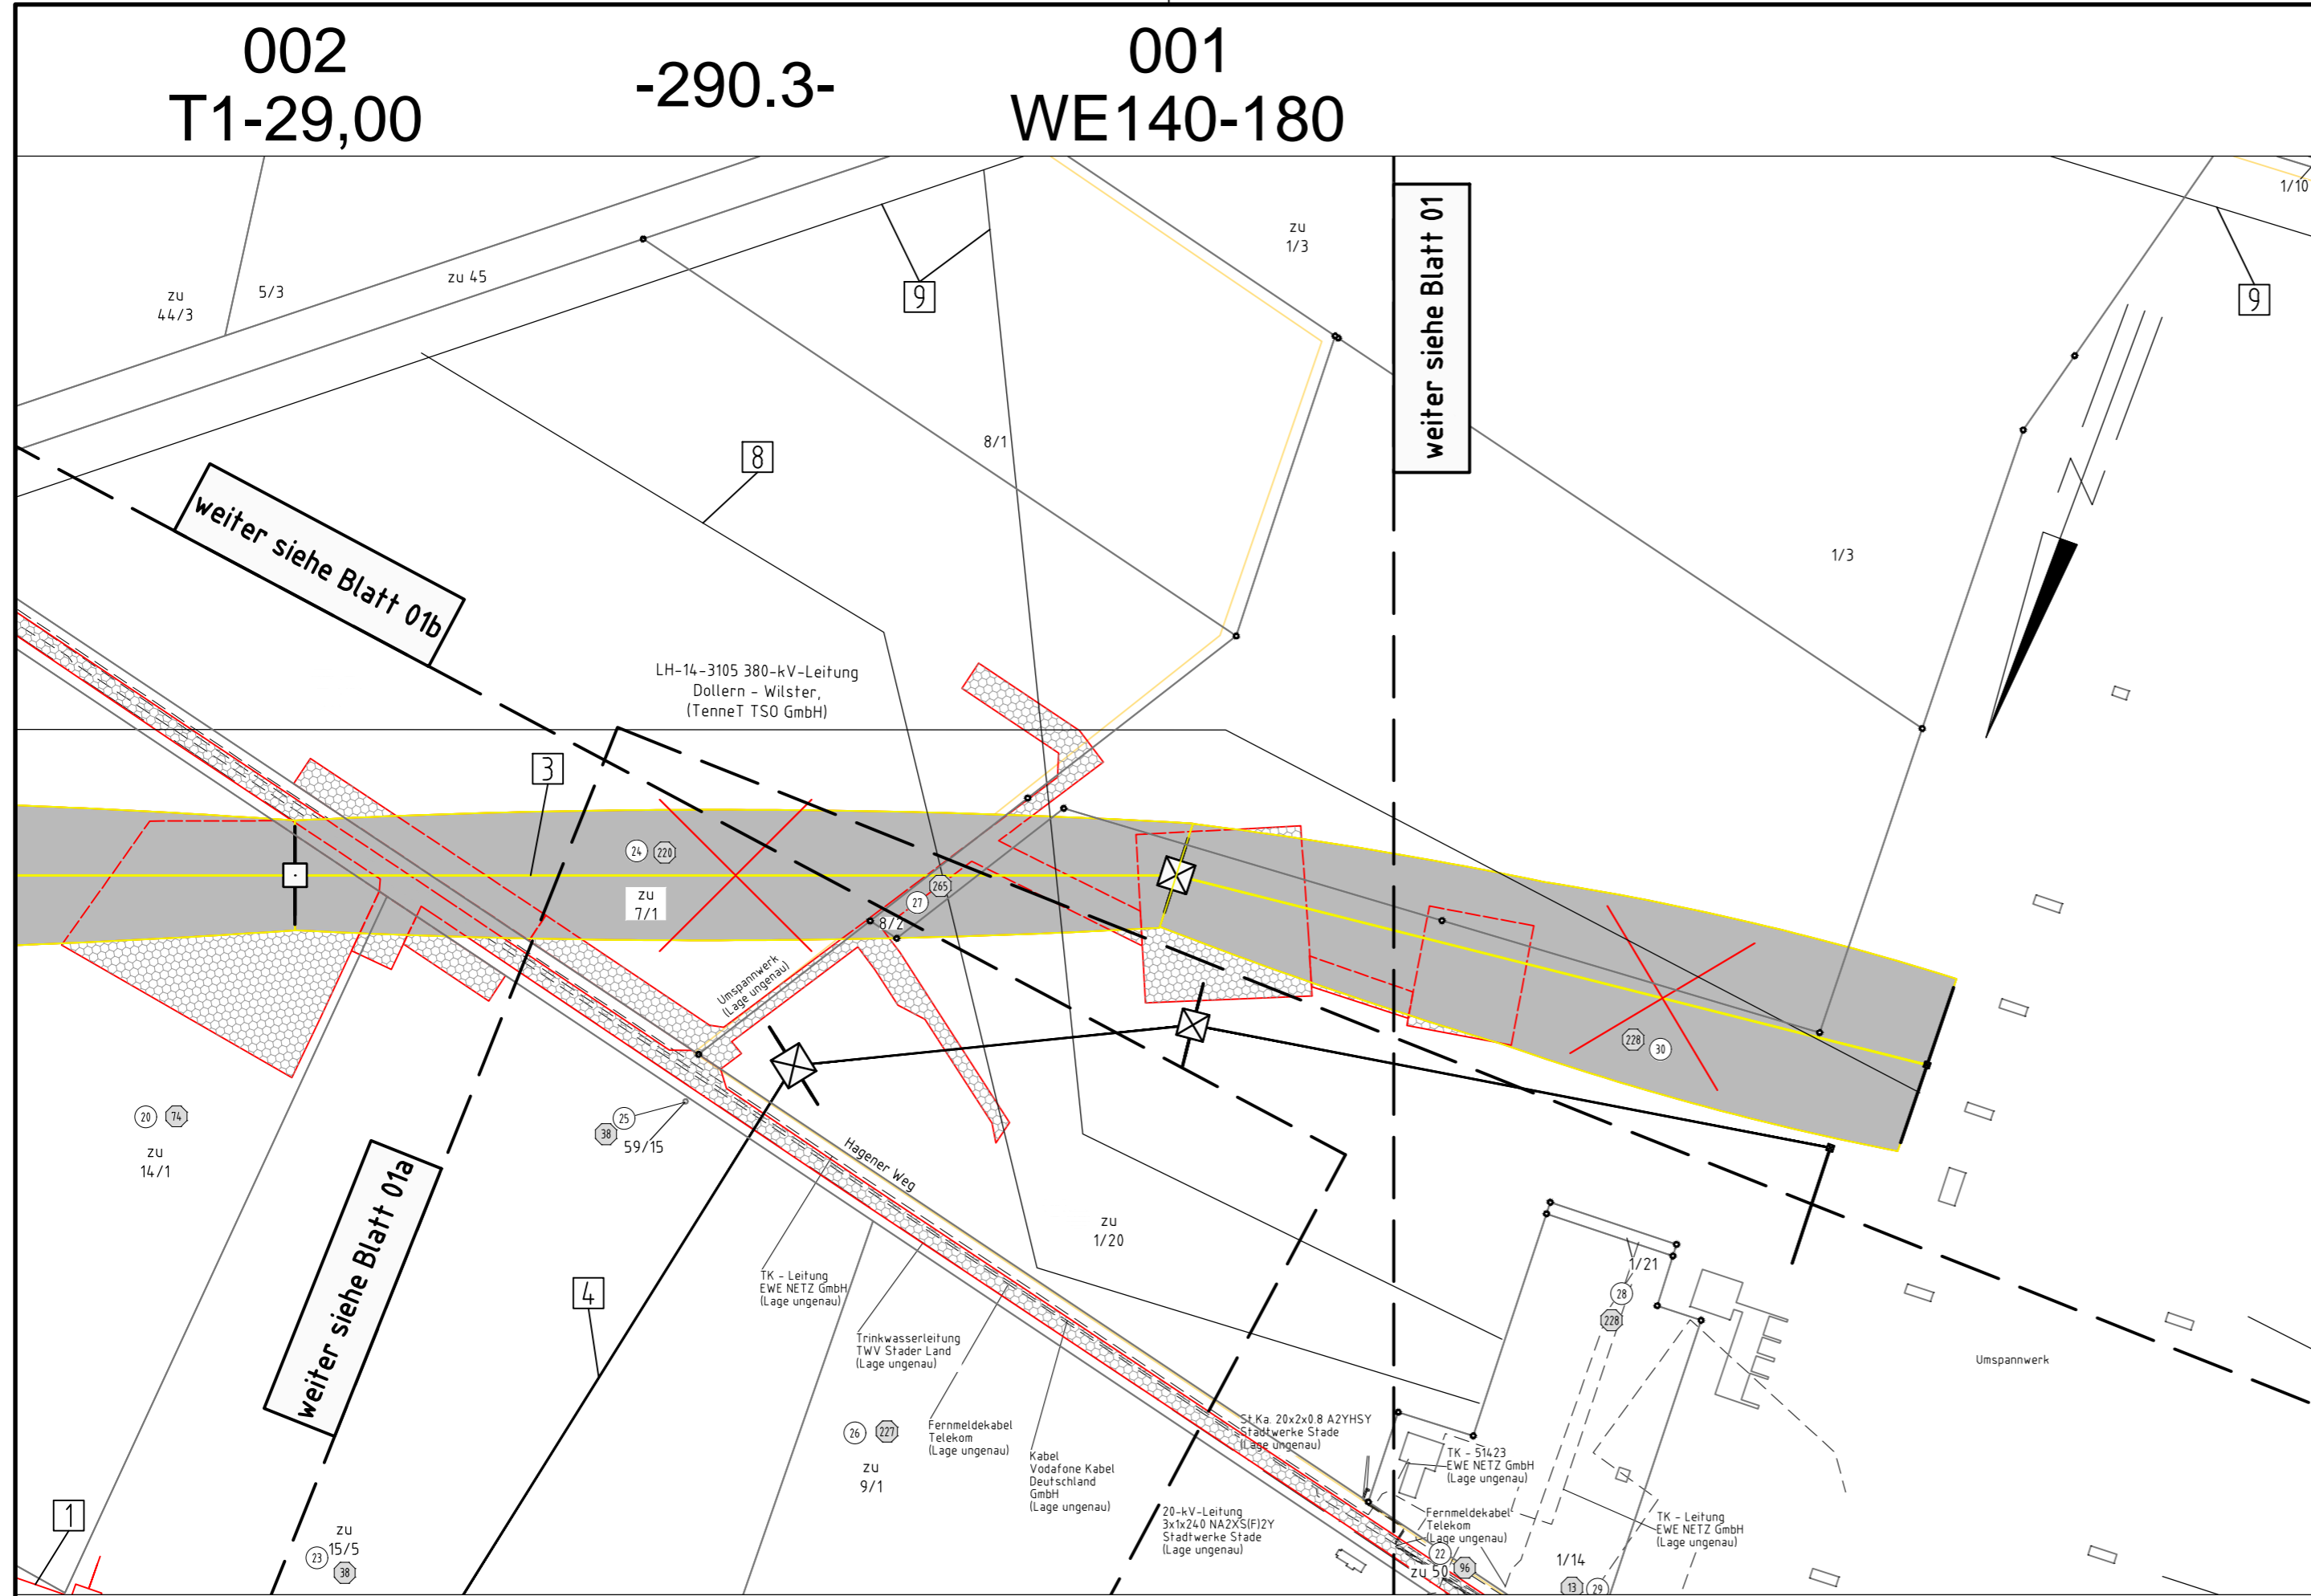 002
T1-29,00
-290.3-
001
WE140-180
1/10
zu
1/3
weiter siehe Blatt 01
9
9
zu
44/3
5/3
zu 45
8
8/1
N
1/3
weiter siehe Blatt 01b
LH-14-3105 380-kV-Leitung
Dollern - Wilster,
(TenneT TSO GmbH)
3
24
220
zu
7/1
265
27
8/2
Umspannwerk
(Lage ungenau)
228
30
20
74
zu
14/1
25
38
59/15
Hagener Weg
weiter siehe Blatt 01a
zu
1/20
4
TK - Leitung
EWE NETZ GmbH
(Lage ungenau)
1/21
28
228
Trinkwasserleitung
TWV Stader Land
(Lage ungenau)
Umspannwerk
26
227
zu
9/1
Fernmeldekabel
Telekom
(Lage ungenau)
Kabel
Vodafone Kabel
Deutschland
GmbH
(Lage ungenau)
St.Ka. 20x2x0.8 A2YHSY
Stadtwerke Stade
(Lage ungenau)
TK - 51423
EWE NETZ GmbH
(Lage ungenau)
20-kV-Leitung
3x1x240 NA2XS(F)2Y
Stadtwerke Stade
(Lage ungenau)
Fernmeldekabel
Telekom
(Lage ungenau)
TK - Leitung
EWE NETZ GmbH
(Lage ungenau)
1
zu
15/5
23
38
22
zu 50
96
1/14
13
29